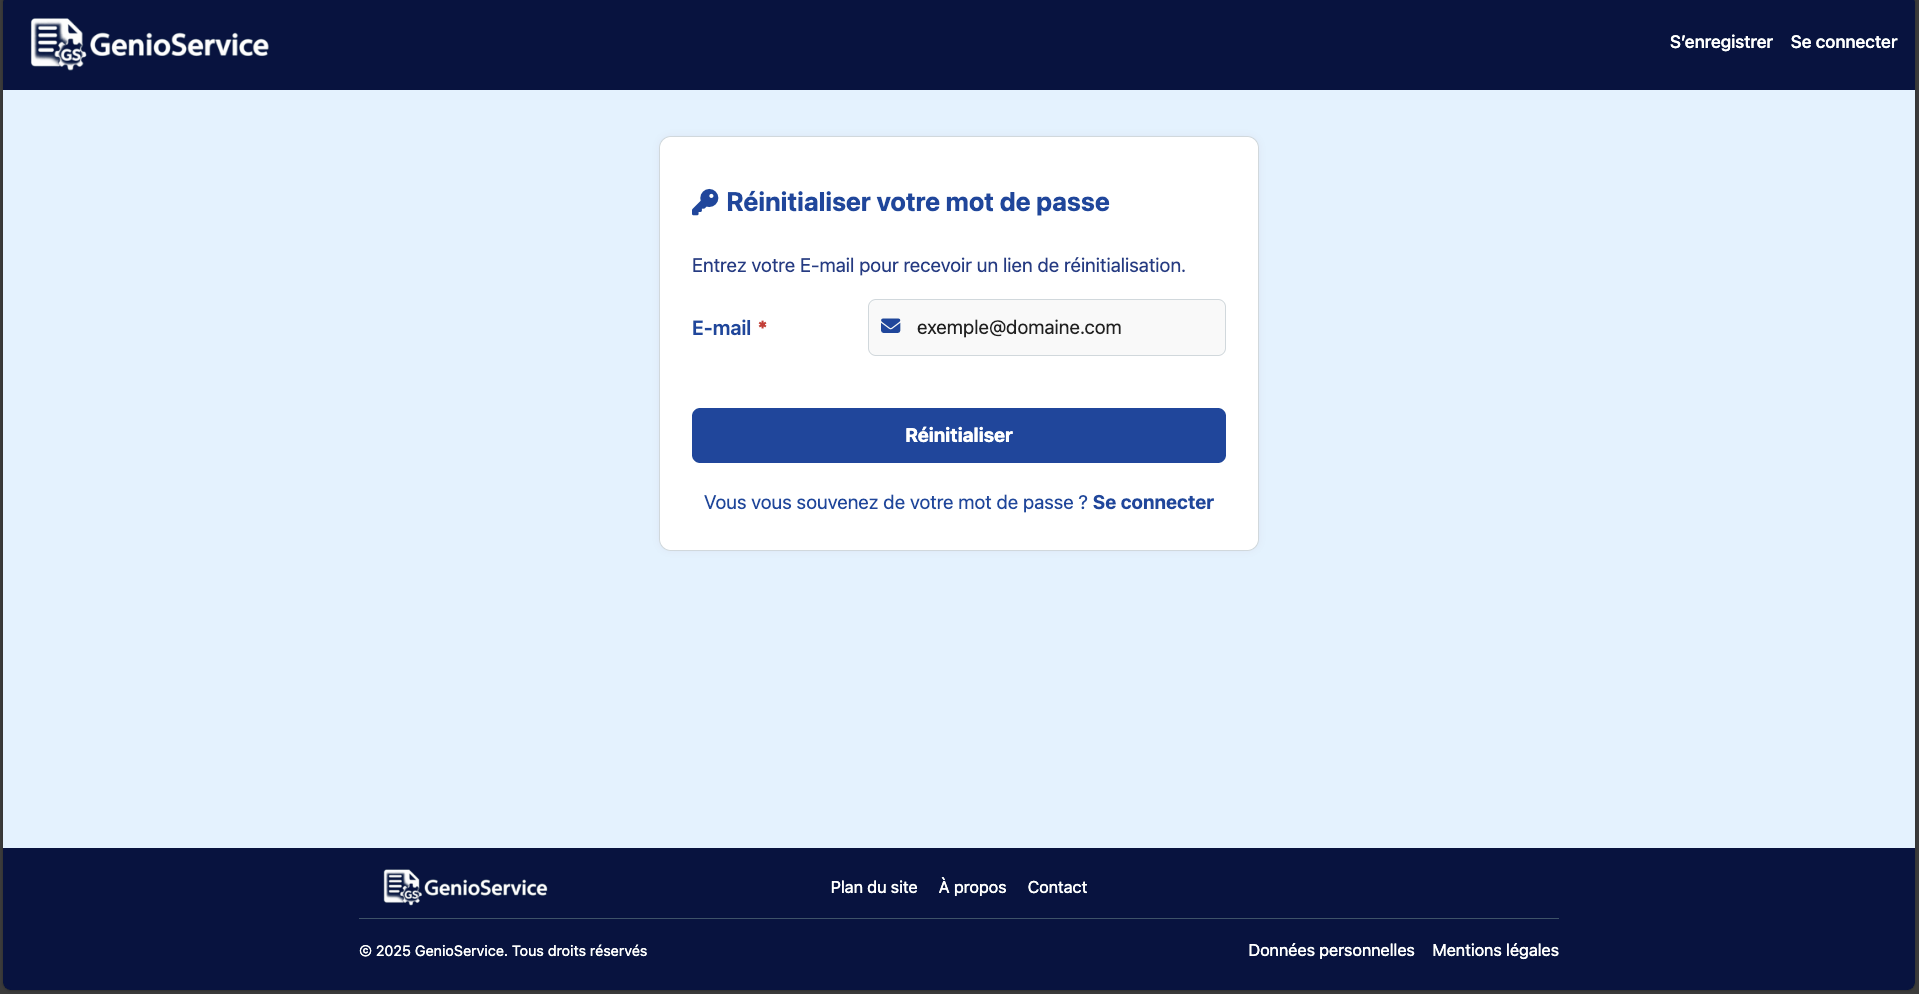 GS GenioService
S’enregistrer Se connecter
Réinitialiser votre mot de passe
Entrez votre E-mail pour recevoir un lien de réinitialisation.
E-mail * exemple@domaine.com
Réinitialiser
Vous vous souvenez de votre mot de passe ? Se connecter
GS GenioService
Plan du site À propos Contact
© 2025 GenioService. Tous droits réservés
Données personnelles Mentions légales